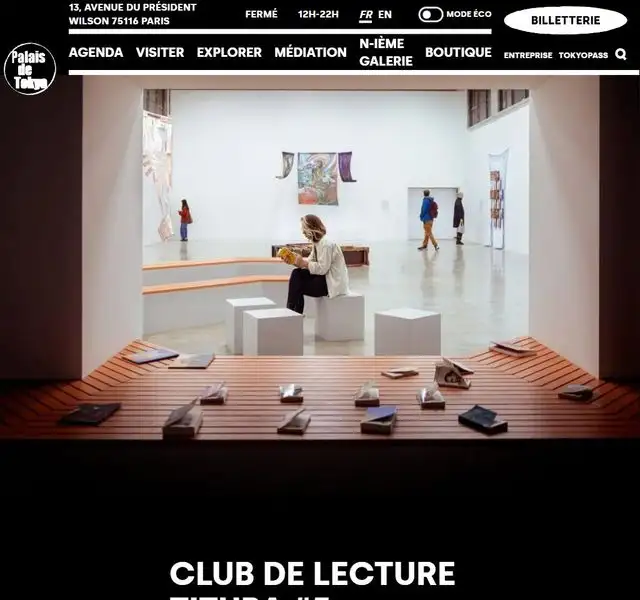 13, AVENUE DU PRÉSIDENT
WILSON 75116 PARIS
FERMÉ
12H-22H
FR EN
MODE ÉCO
BILLETTERIE
Palais
de
Tokyo
AGENDA
VISITER
EXPLORER
MÉDIATION
N-IÈME
GALERIE
BOUTIQUE
ENTREPRISE
TOKYOPASS
CLUB DE LECTURE